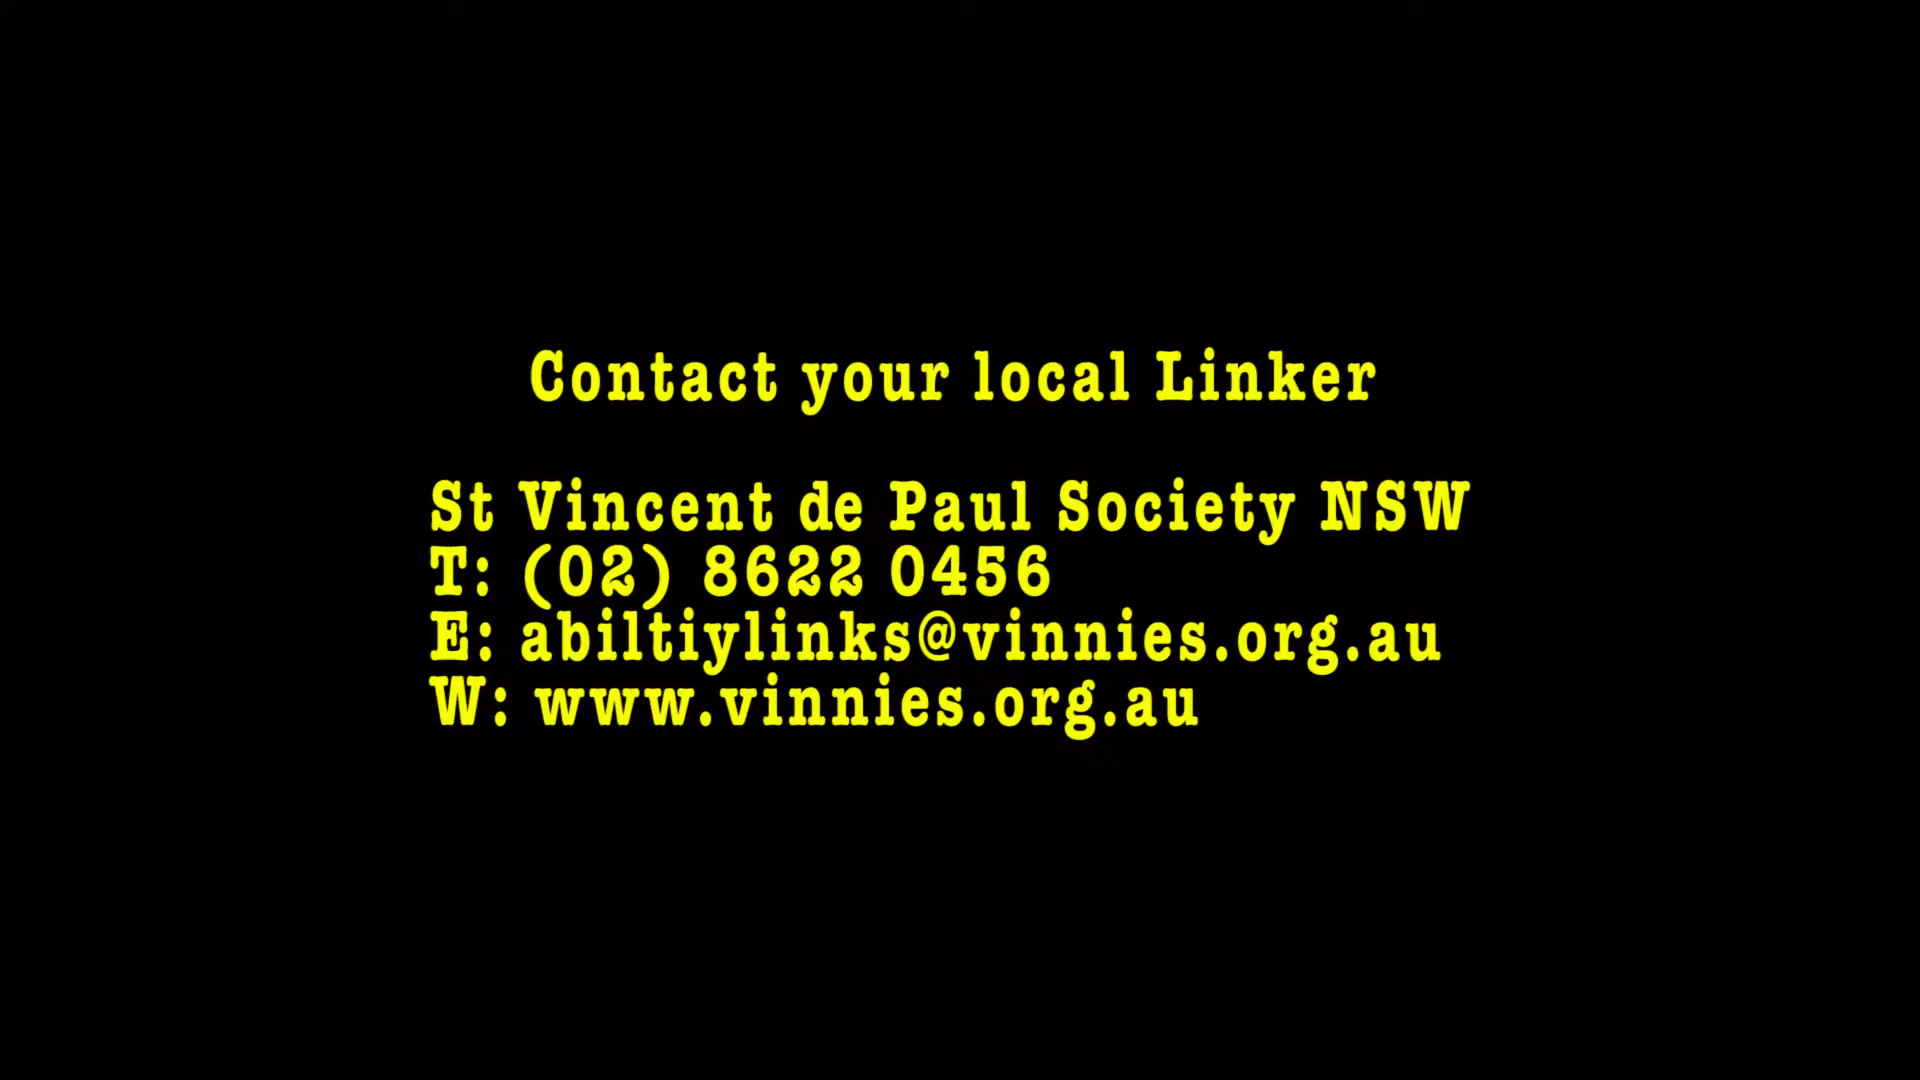 Contact your local Linker
St Vincent de Paul Society NSW
T: (02) 8622 0456
E: abiltiylinks@vinnies.org.au
W: www.vinnies.org.au